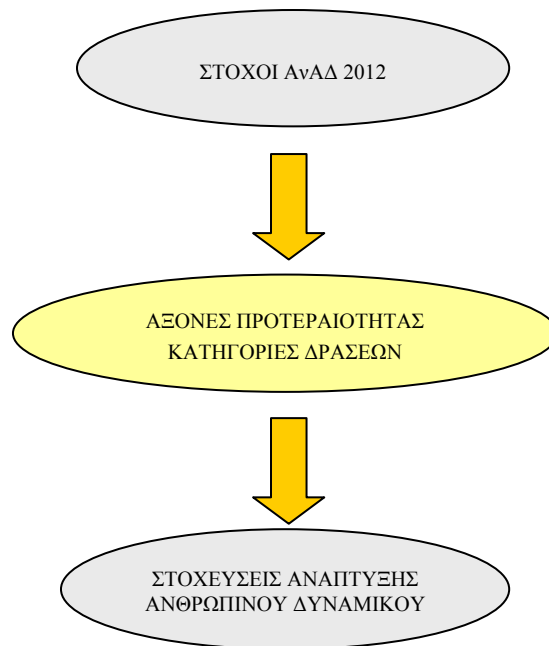 ΣΤΟΧΟΙ ΑνΑΔ 2012
ΑΞΟΝΕΣ ΠΡΟΤΕΡΑΙΟΤΗΤΑΣ
ΚΑΤΗΓΟΡΙΕΣ ΔΡΑΣΕΩΝ
ΣΤΟΧΕΥΣΕΙΣ ΑΝΑΠΤΥΞΗΣ
ΑΝΘΡΩΠΙΝΟΥ ΔΥΝΑΜΙΚΟΥ